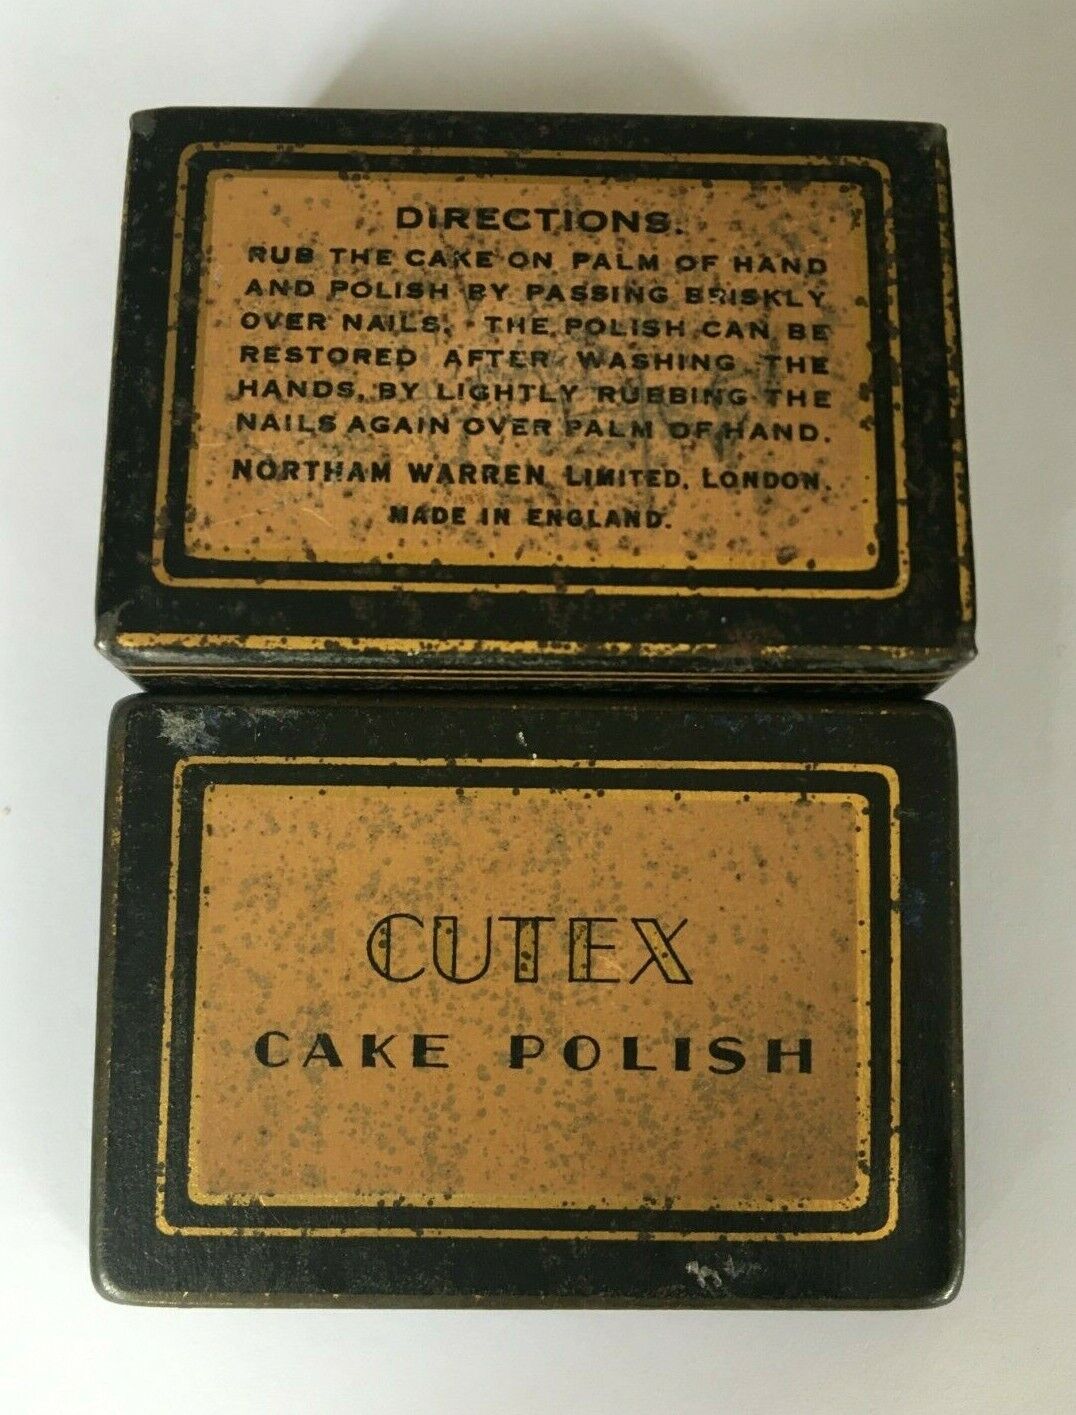 DIRECTIONS.
RUB THE CAKE ON PALM OF HAND
AND POLISH BY PASSING BRISKLY
OVER NAILS. THE POLISH CAN BE
RESTORED AFTER WASHING THE
HANDS, BY LIGHTLY RUBBING THE
NAILS AGAIN OVER PALM OF HAND.
NORTHAM WARREN LIMITED, LONDON.
MADE IN ENGLAND.
CUTEX
CAKE POLISH